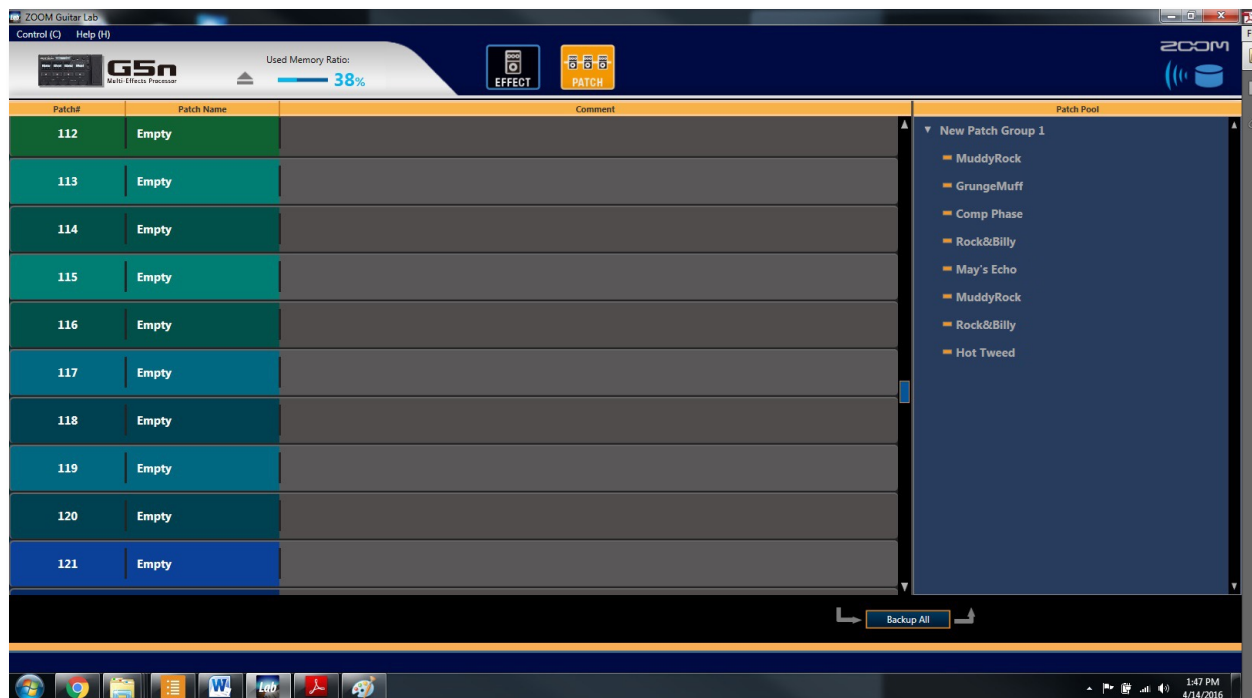 ZOOM Guitar Lab
Control (C) Help (H)
G5n
Multi-Effects Processor
Used Memory Ratio:
38%
EFFECT
PATCH
ZOOM
Patch# Patch Name Comment Patch Pool
112 Empty
113 Empty
114 Empty
115 Empty
116 Empty
117 Empty
118 Empty
119 Empty
120 Empty
121 Empty
New Patch Group 1
MuddyRock
GrungeMuff
Comp Phase
Rock&Billy
May's Echo
MuddyRock
Rock&Billy
Hot Tweed
Backup All
W
Lab
1:47 PM
4/14/2016